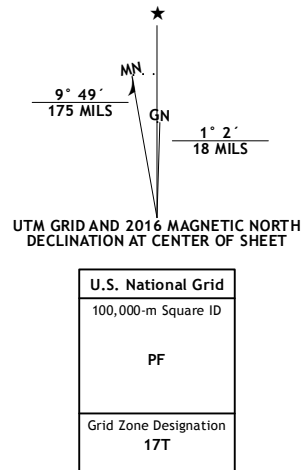 ★
MN
GN
9° 49´
175 MILS
1° 2´
18 MILS
UTM GRID AND 2016 MAGNETIC NORTH
DECLINATION AT CENTER OF SHEET
U.S. National Grid
100,000-m Square ID
PF
Grid Zone Designation
17T